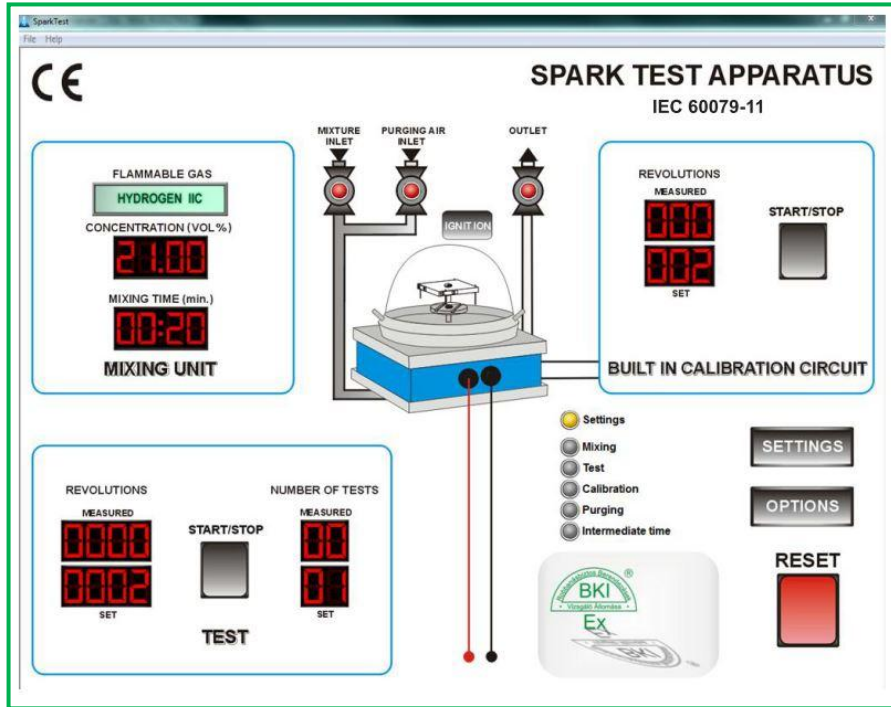 SparkTest
File Help
CE
SPARK TEST APPARATUS
IEC 60079-11
MIXTURE INLET
PURGING AIR INLET
OUTLET
IGNITION
FLAMMABLE GAS
HYDROGEN IIC
CONCENTRATION (VOL%)
21.00
MIXING TIME (min.)
00:20
MIXING UNIT
REVOLUTIONS
MEASURED
000
002
SET
START/STOP
BUILT IN CALIBRATION CIRCUIT
Settings
Mixing
Test
Calibration
Purging
Intermediate time
SETTINGS
OPTIONS
RESET
REVOLUTIONS
MEASURED
0000
0002
SET
START/STOP
NUMBER OF TESTS
MEASURED
00
01
SET
TEST
®
BKI
Vizsgáló Állomása
Ex
BKI